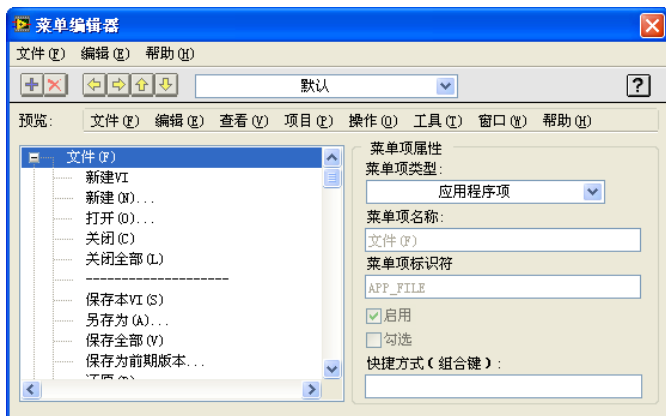 菜单编辑器
文件(F) 编辑(E) 帮助(H)
默认
预览: 文件(F) 编辑(E) 查看(V) 项目(P) 操作(O) 工具(T) 窗口(W) 帮助(H)
文件(F)
新建VI
新建(N)...
打开(O)...
关闭(C)
关闭全部(L)
--------------------
保存本VI(S)
另存为(A)...
保存全部(V)
保存为前期版本...
菜单项属性
菜单项类型:
应用程序项
菜单项名称:
文件(F)
菜单项标识符
APP_FILE
启用
勾选
快捷方式(组合键):